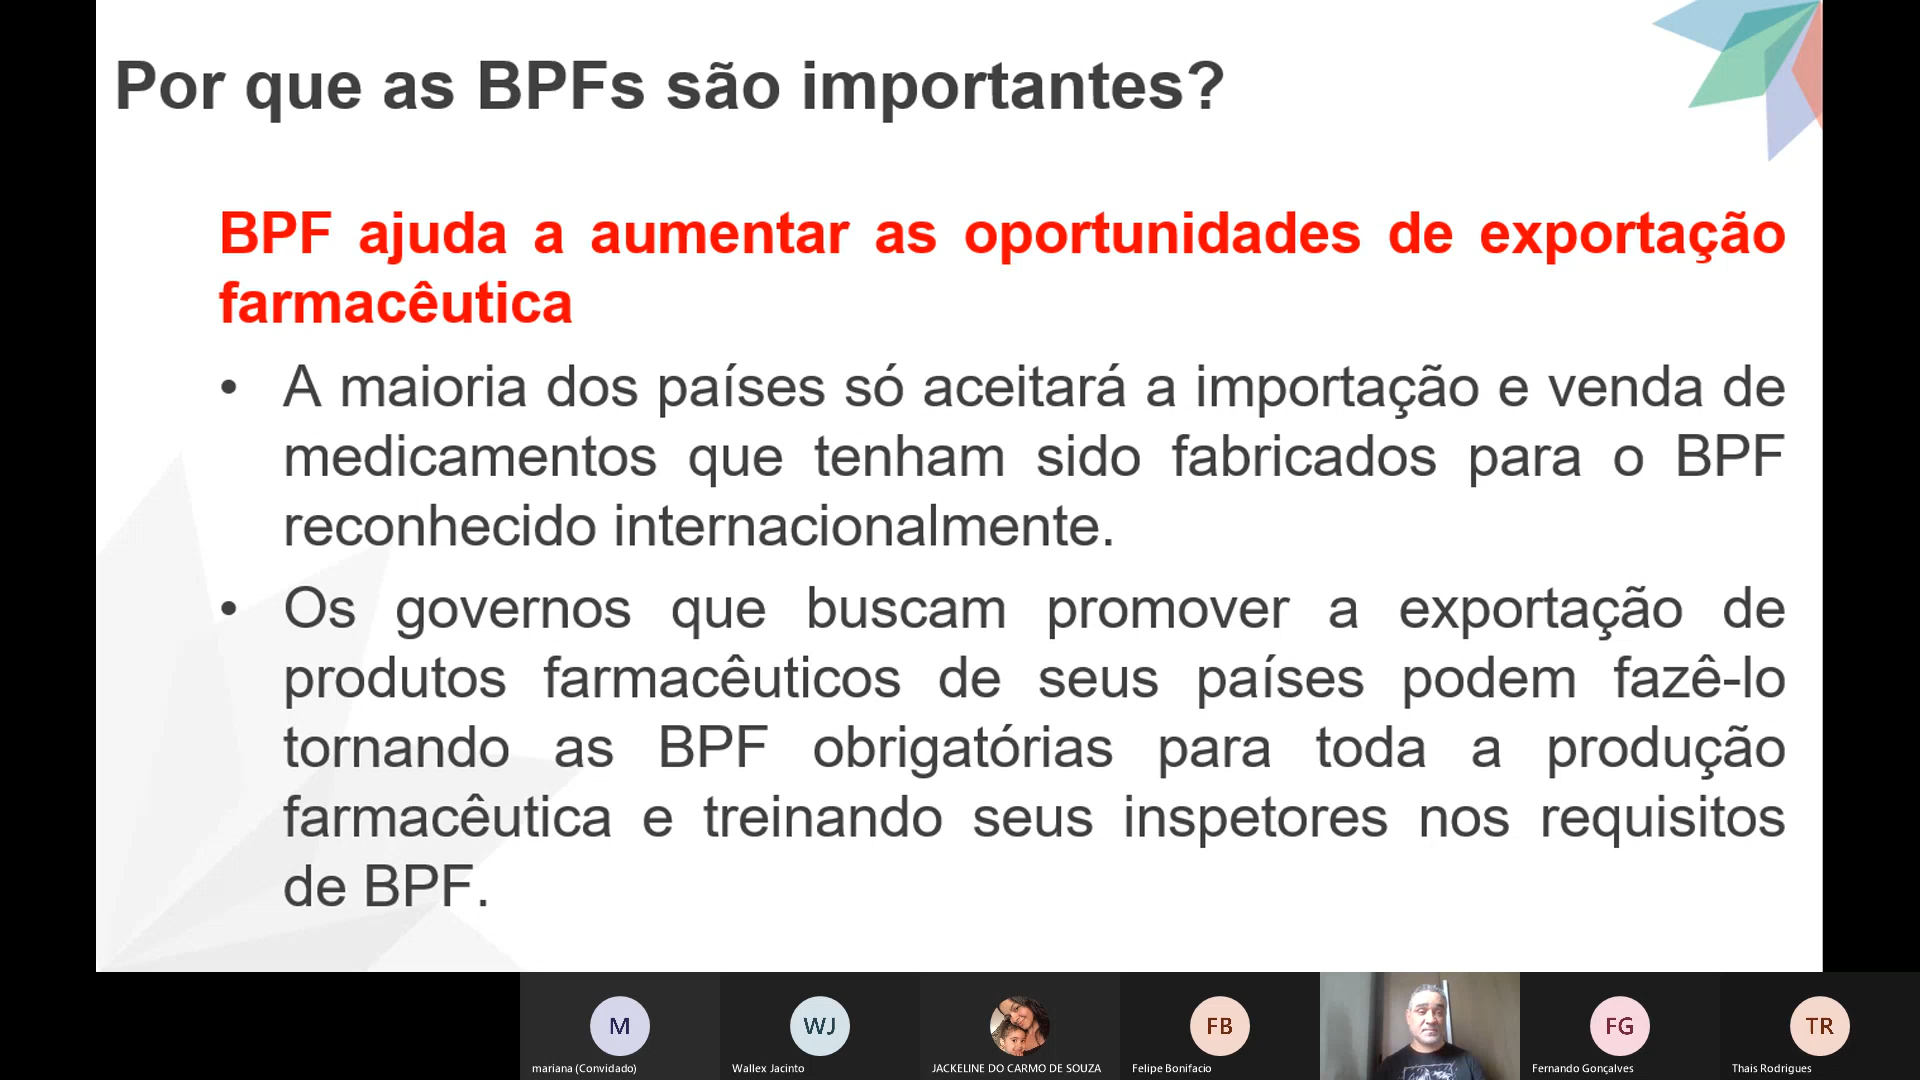 Por que as BPFs são importantes?
BPF ajuda a aumentar as oportunidades de exportação
farmacêutica
• A maioria dos países só aceitará a importação e venda de
medicamentos que tenham sido fabricados para o BPF
reconhecido internacionalmente.
• Os governos que buscam promover a exportação de
produtos farmacêuticos de seus países podem fazê-lo
tornando as BPF obrigatórias para toda a produção
farmacêutica e treinando seus inspetores nos requisitos
de BPF.
M
WJ
FB
FG
TR
mariana (Convidado)
Wallex Jacinto
JACKELINE DO CARMO DE SOUZA
Felipe Bonifacio
Fernando Gonçalves
Thais Rodrigues